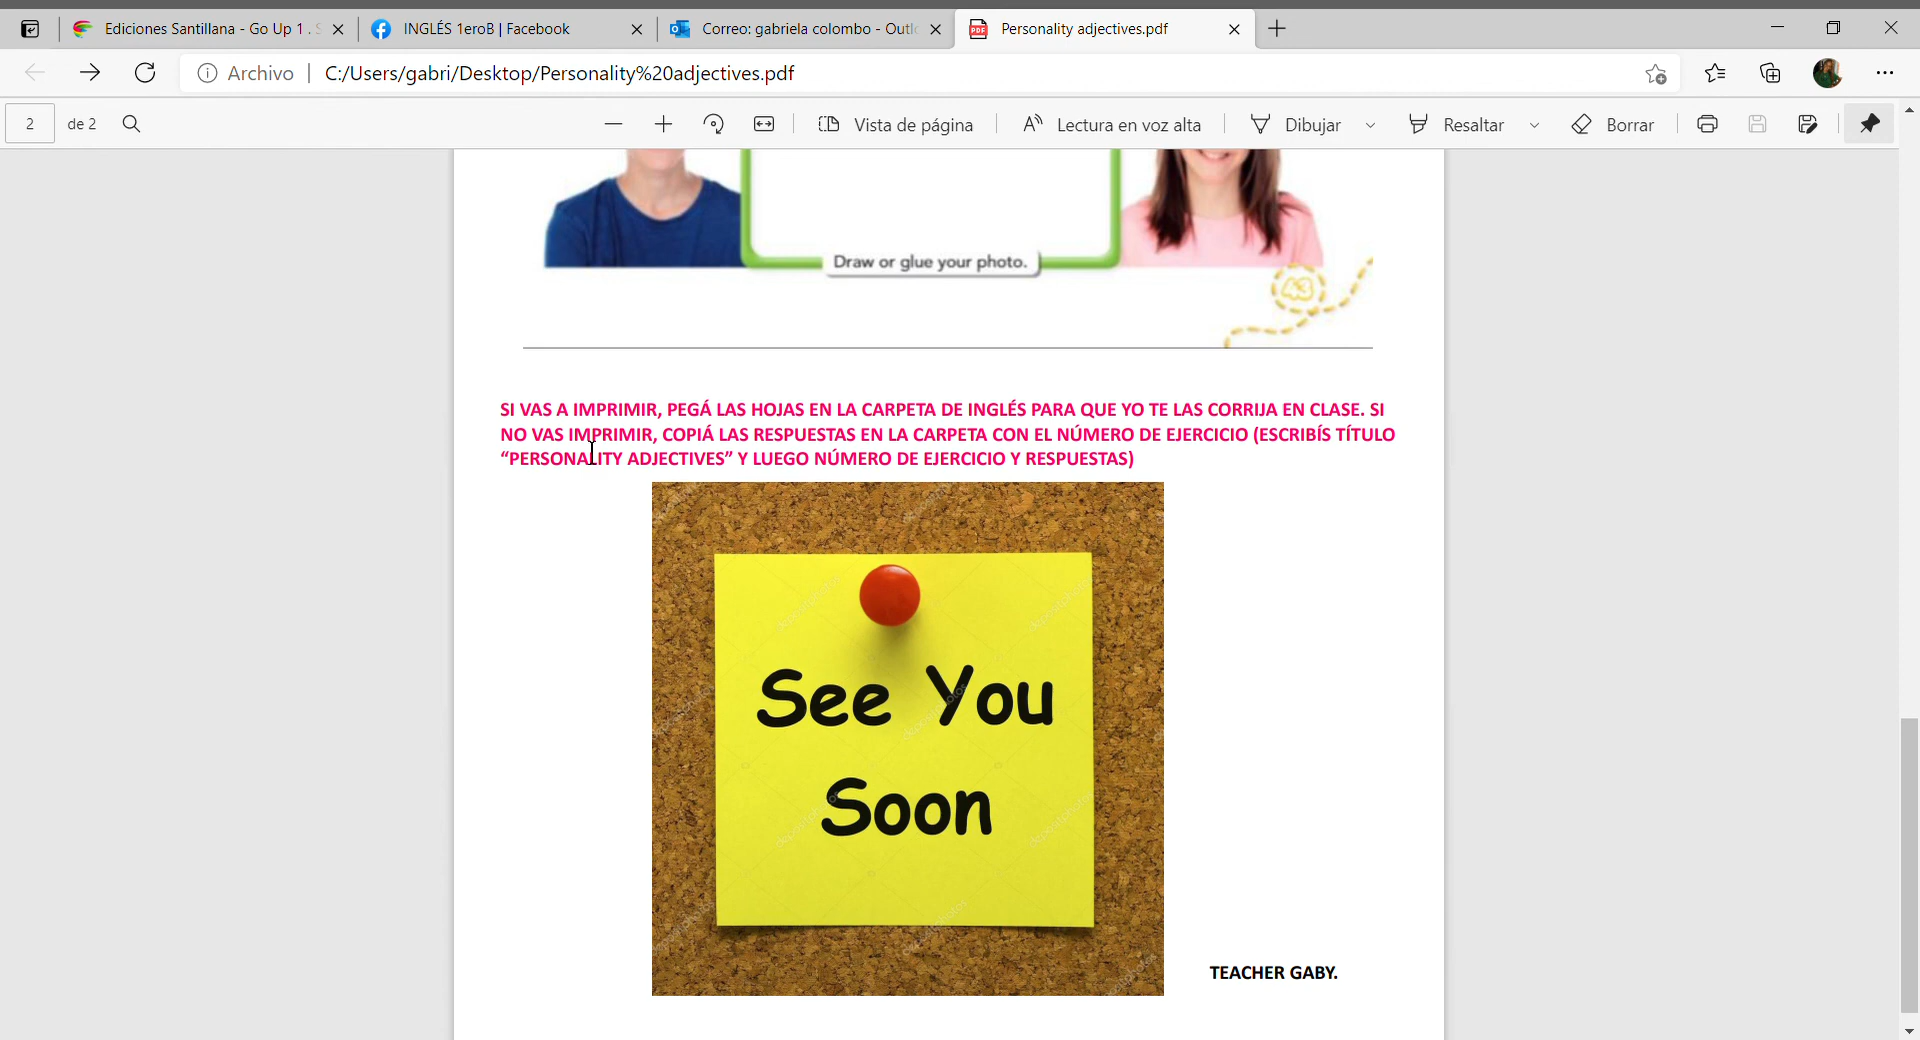 Ediciones Santillana - Go Up 1 .
INGLÉS 1eroB | Facebook
Correo: gabriela colombo - Outlo
Personality adjectives.pdf
Archivo
C:/Users/gabri/Desktop/Personality%20adjectives.pdf
2
de 2
Vista de página
Lectura en voz alta
Dibujar
Resaltar
Borrar
Draw or glue your photo.
43
SI VAS A IMPRIMIR, PEGÁ LAS HOJAS EN LA CARPETA DE INGLÉS PARA QUE YO TE LAS CORRIJA EN CLASE. SI
NO VAS IMPRIMIR, COPIÁ LAS RESPUESTAS EN LA CARPETA CON EL NÚMERO DE EJERCICIO (ESCRIBÍS TÍTULO
“PERSONALITY ADJECTIVES” Y LUEGO NÚMERO DE EJERCICIO Y RESPUESTAS)
See You
Soon
depositphotos
TEACHER GABY.